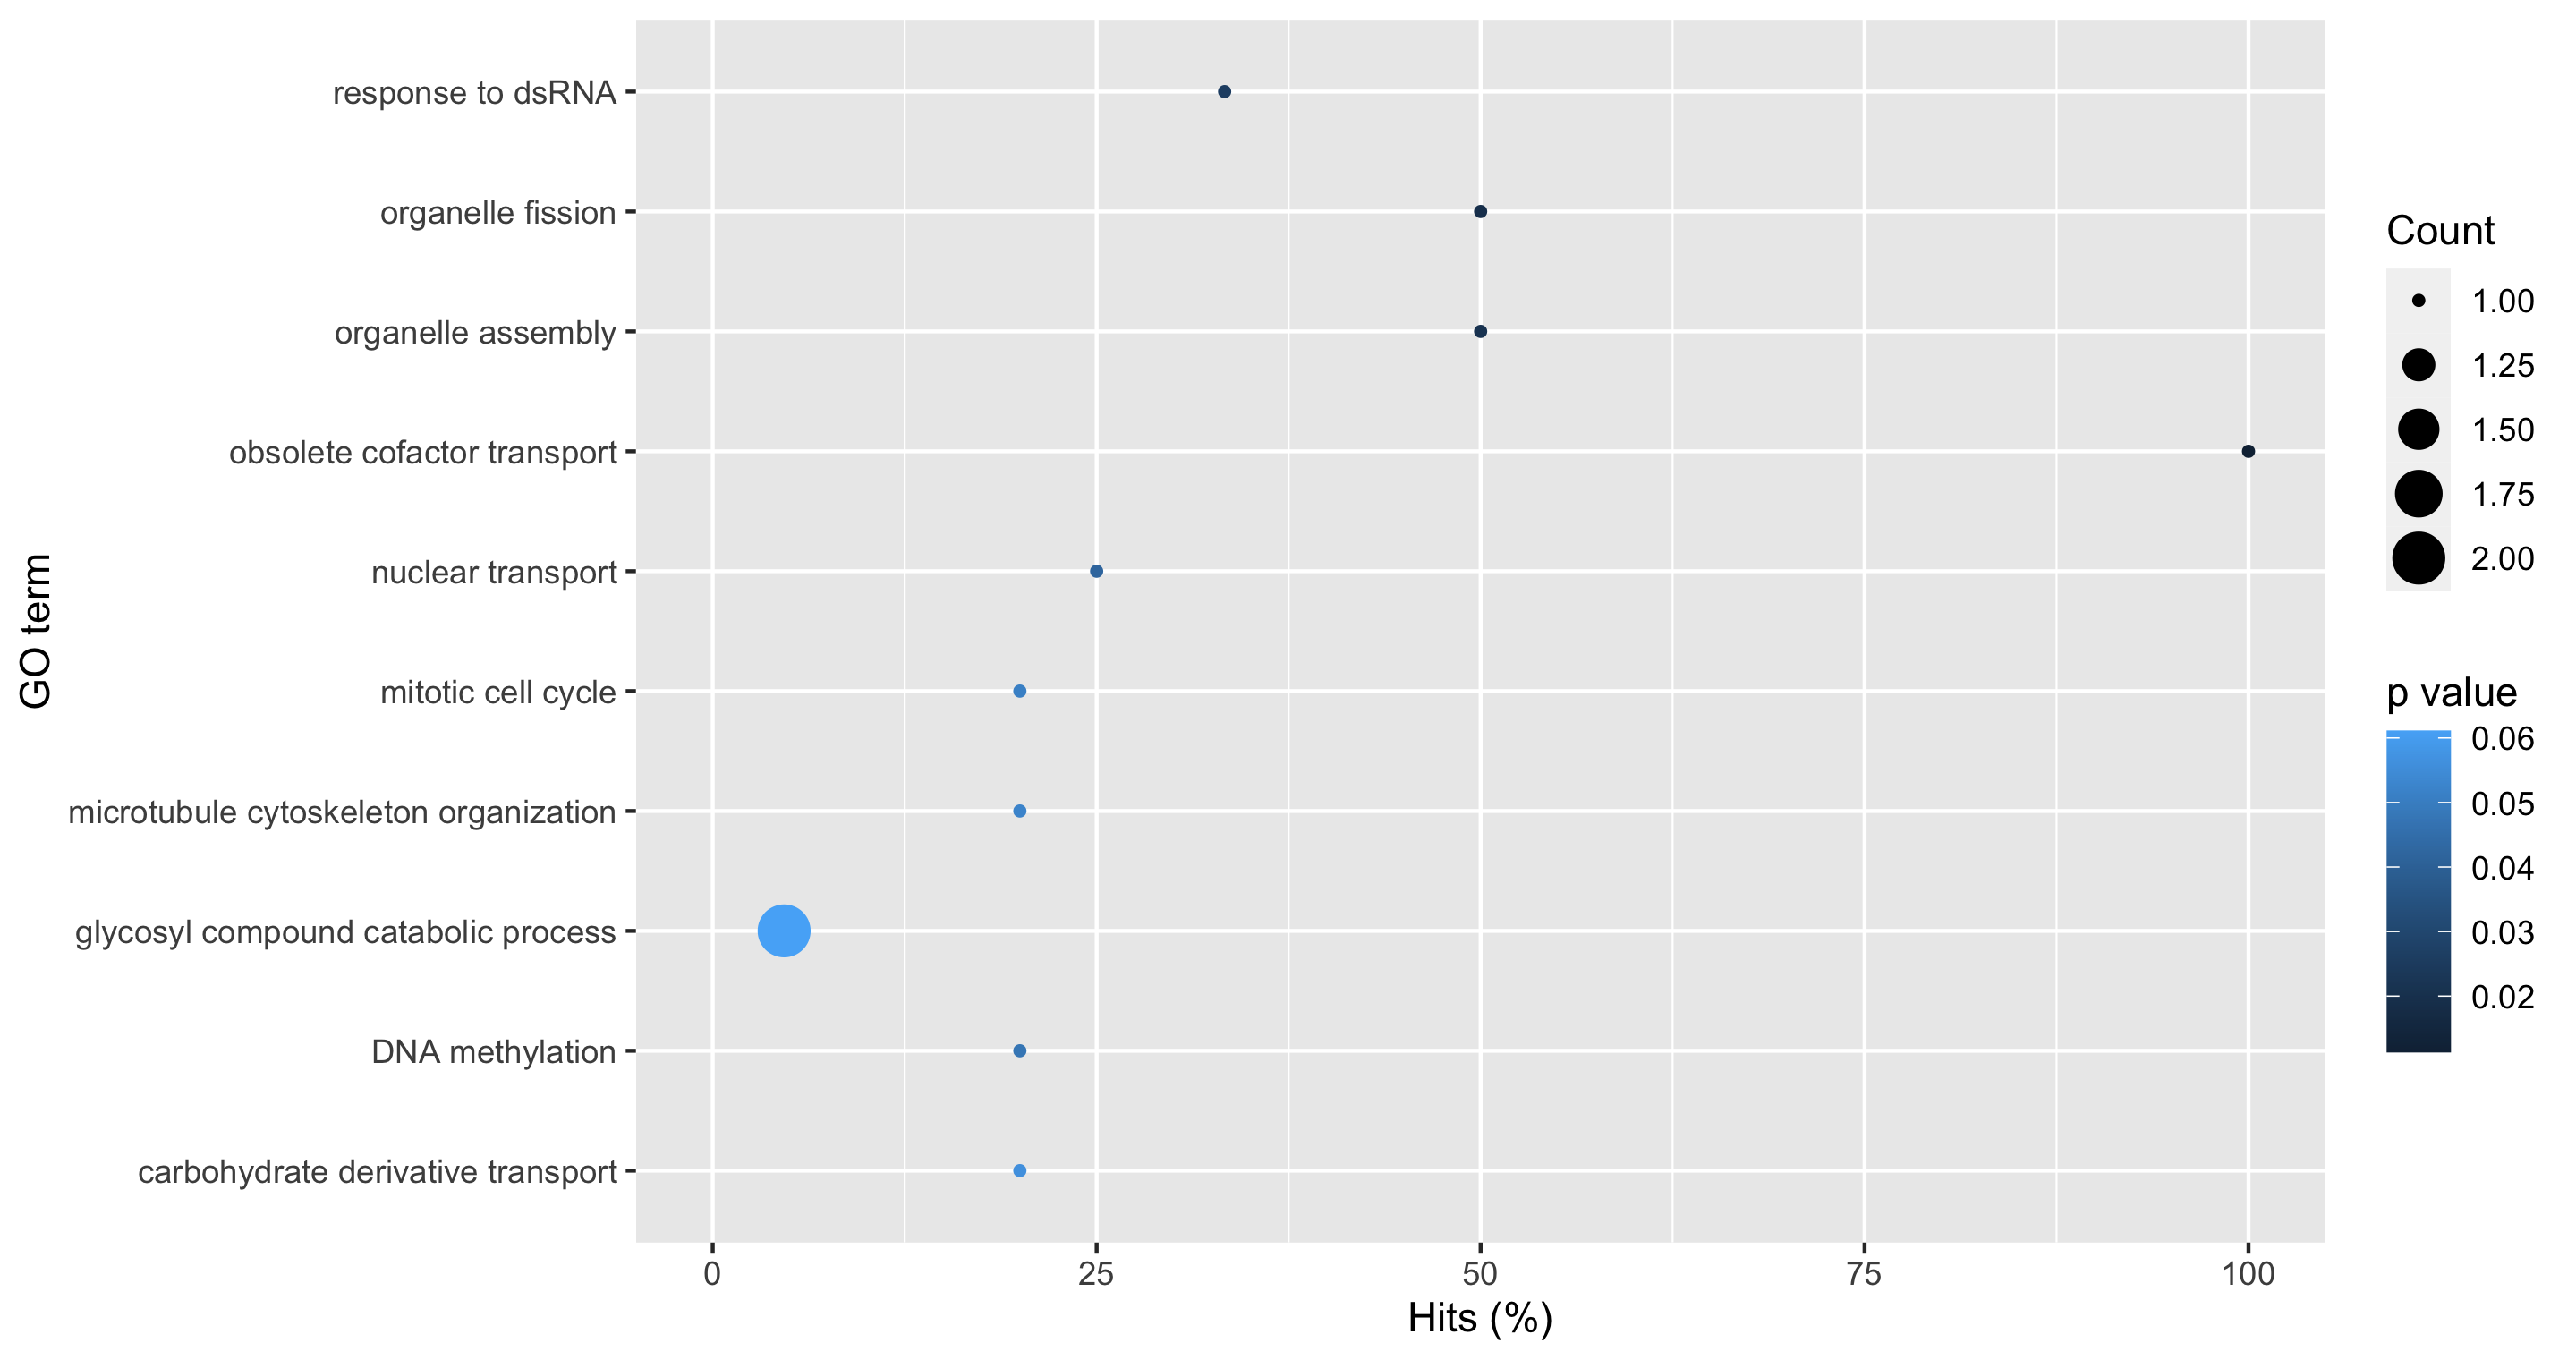 response to dsRNA
organelle fission
organelle assembly
obsolete cofactor transport
nuclear transport
mitotic cell cycle
microtubule cytoskeleton organization
glycosyl compound catabolic process
DNA methylation
carbohydrate derivative transport
GO term
0 25 50 75 100
Hits (%)
Count
1.00
1.25
1.50
1.75
2.00
p value
0.06
0.05
0.04
0.03
0.02